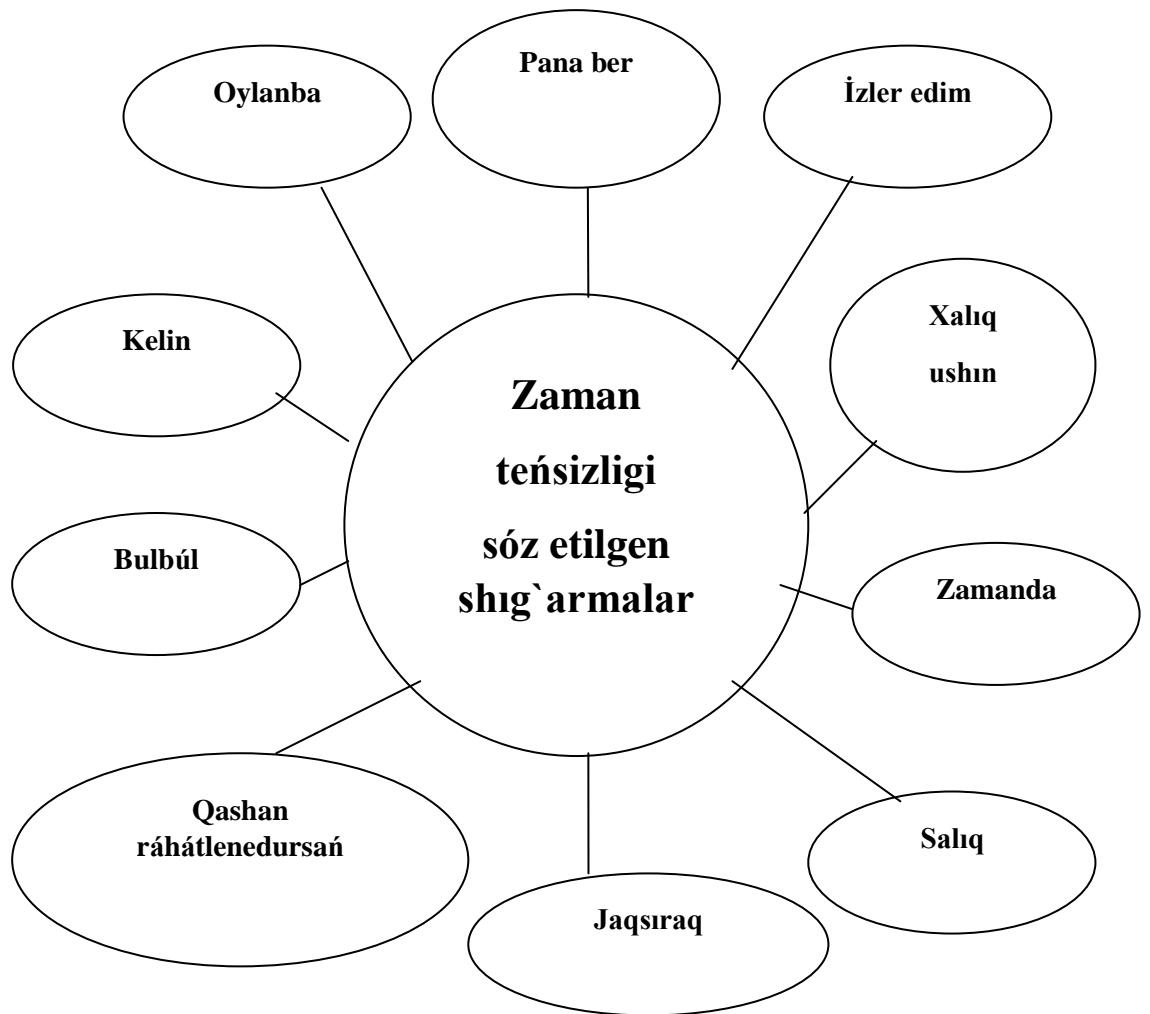 Pana ber
Oylanba
İzler edim
Xalıq
ushın
Kelin
Zaman
teńsizligi
sóz etilgen
shıg`armalar
Bulbúl
Zamanda
Qashan
ráhátlenedursań
Salıq
Jaqsıraq